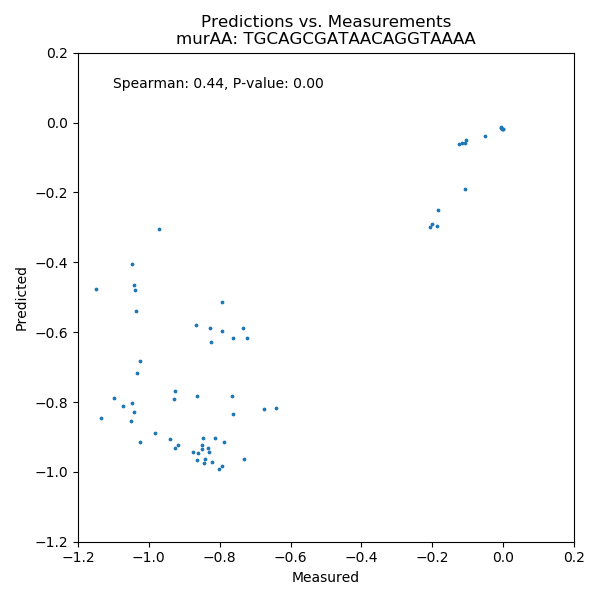 Predictions vs. Measurements
murAA: TGCAGCGATAACAGGTAAAA
Spearman: 0.44, P-value: 0.00
0.2
0.0
−0.2
−0.4
−0.6
−0.8
−1.0
−1.2
Predicted
−1.2 −1.0 −0.8 −0.6 −0.4 −0.2 0.0 0.2
Measured